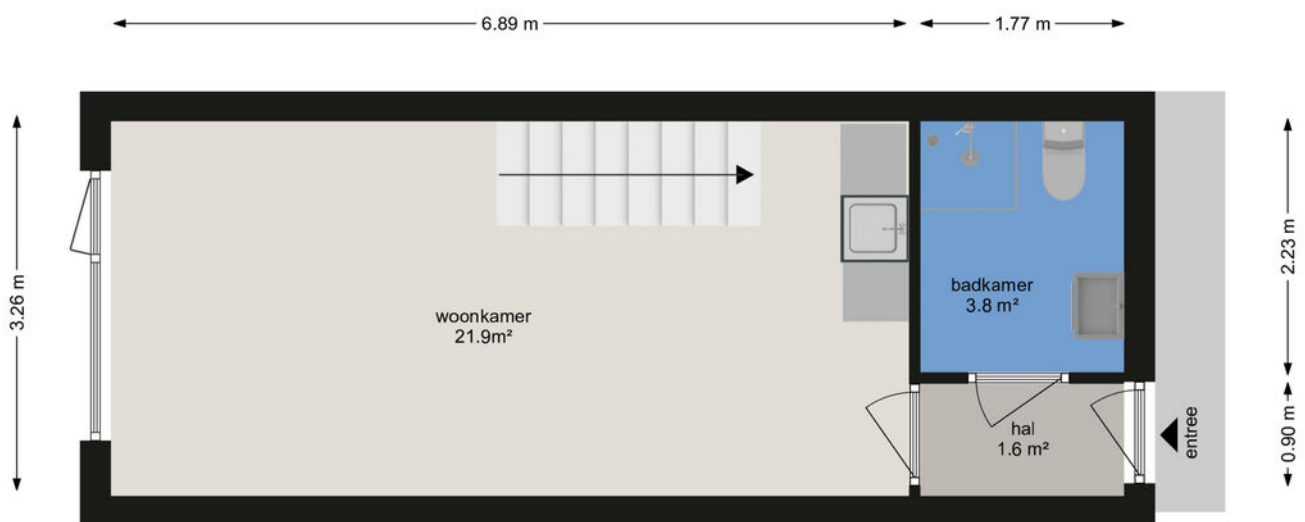 6.89 m
1.77 m
3.26 m
woonkamer
21.9m²
badkamer
3.8 m²
2.23 m
hal
1.6 m²
entree
0.90 m